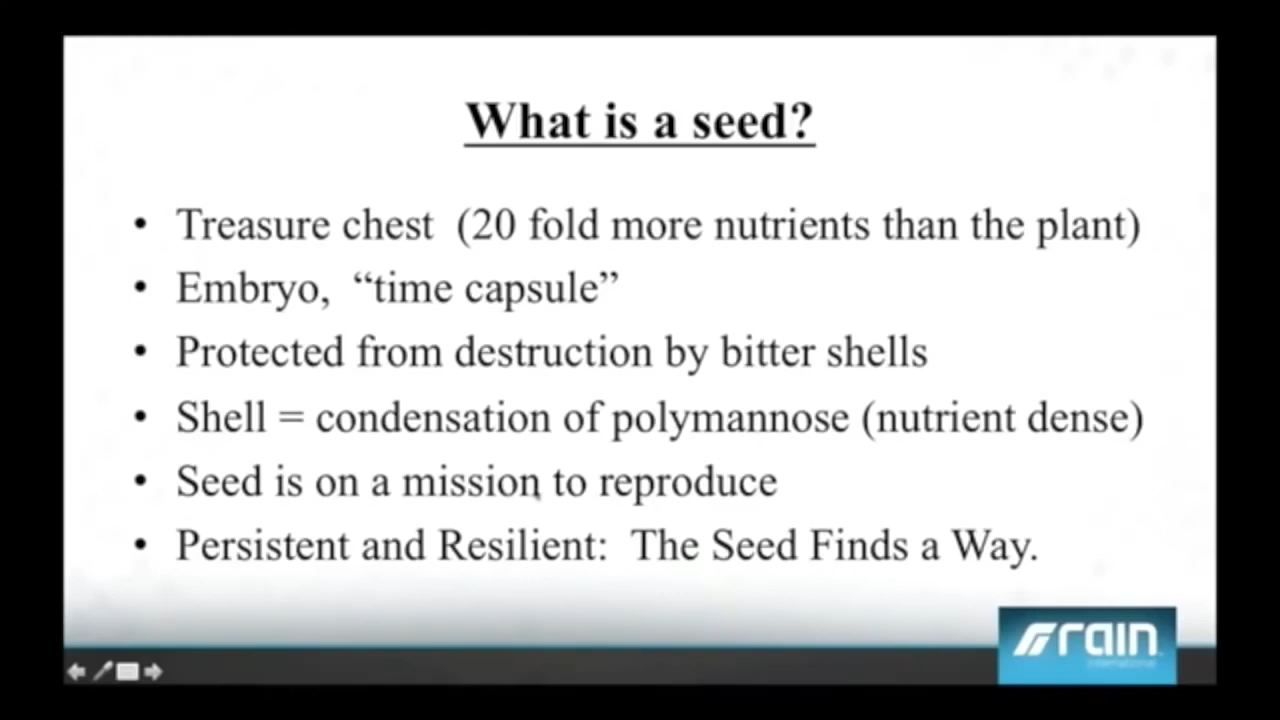 What is a seed?
• Treasure chest (20 fold more nutrients than the plant)
• Embryo, “time capsule”
• Protected from destruction by bitter shells
• Shell = condensation of polymannose (nutrient dense)
• Seed is on a mission to reproduce
• Persistent and Resilient: The Seed Finds a Way.
rain
international